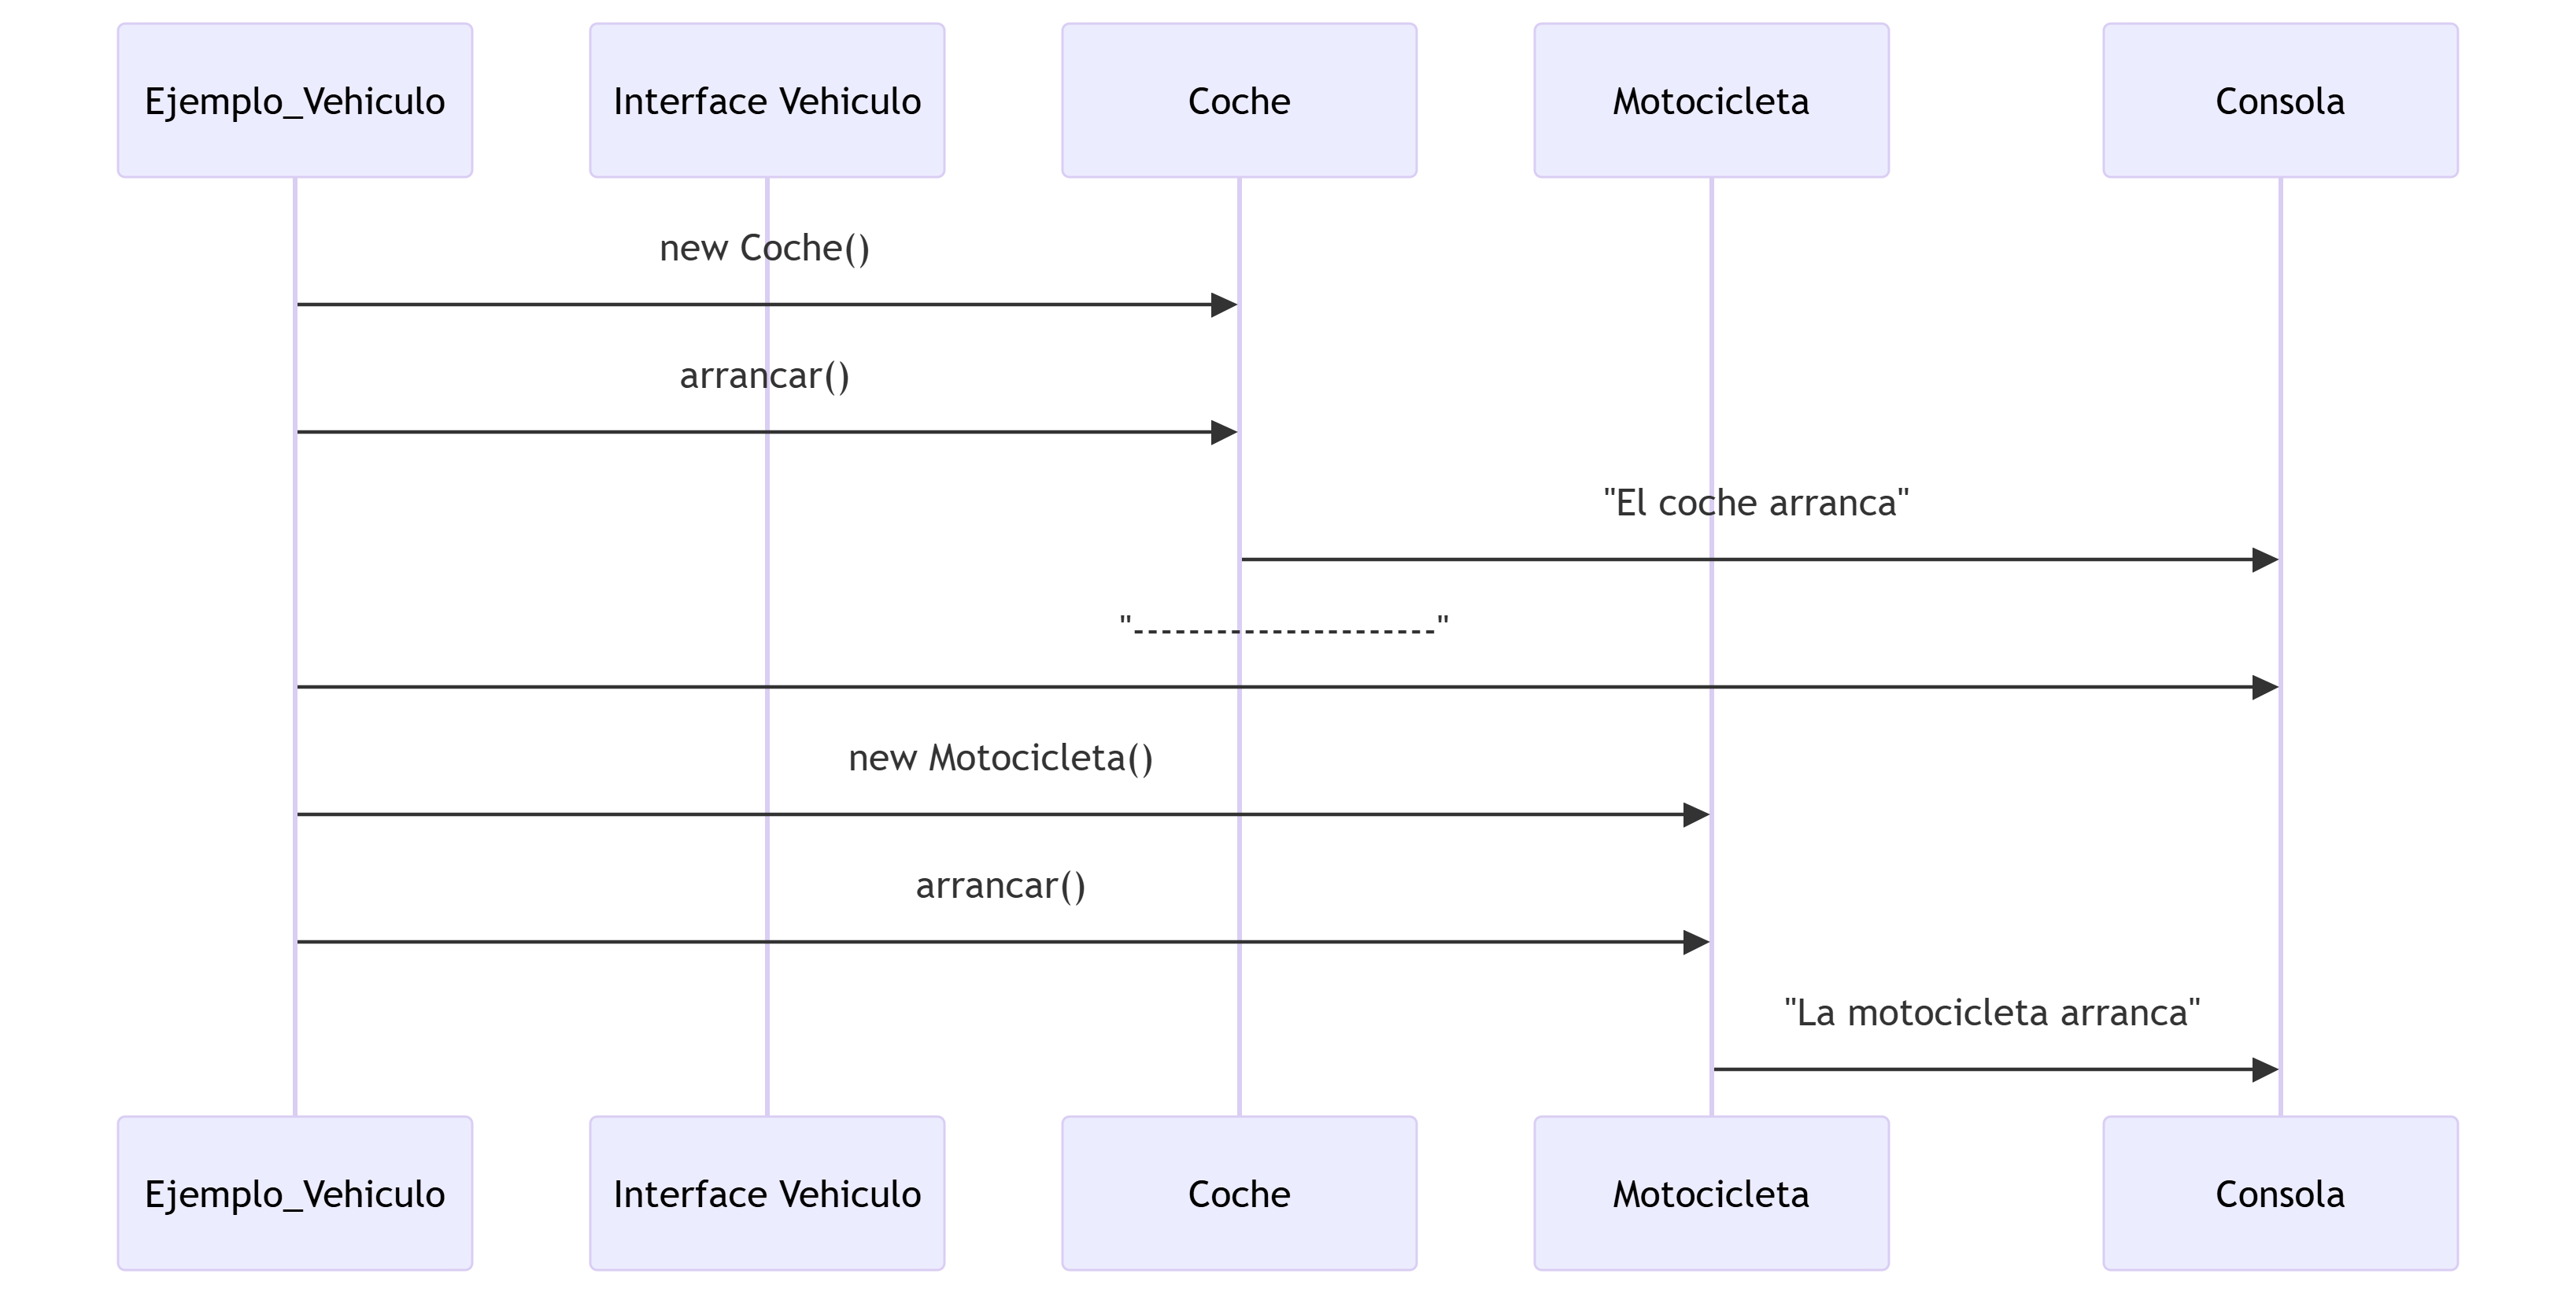 Ejemplo_Vehiculo
Interface Vehiculo
Coche
Motocicleta
Consola
new Coche()
arrancar()
"El coche arranca"
"----------------------"
new Motocicleta()
arrancar()
"La motocicleta arranca"
Ejemplo_Vehiculo
Interface Vehiculo
Coche
Motocicleta
Consola